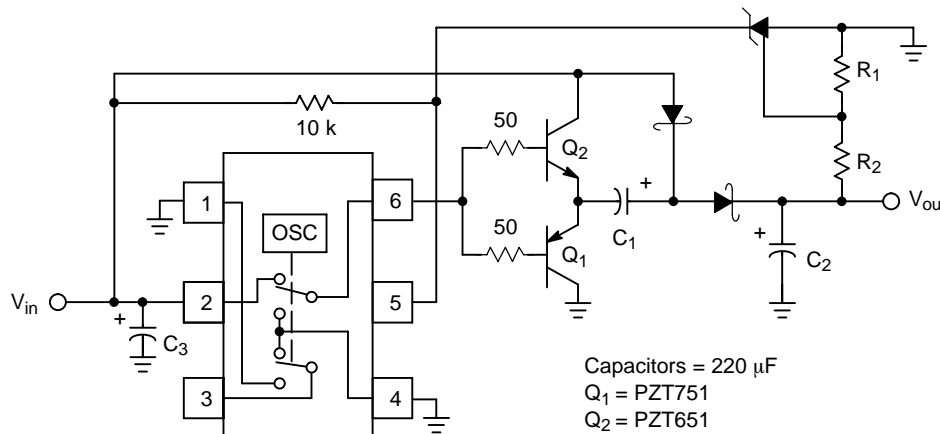 R1
10 k
50
Q2
R2
1
6
OSC
+
C1
Vou
50
Q1
+
C2
Vin
2
5
+
C3
3
4
Capacitors = 220 μF
Q1 = PZT751
Q2 = PZT651